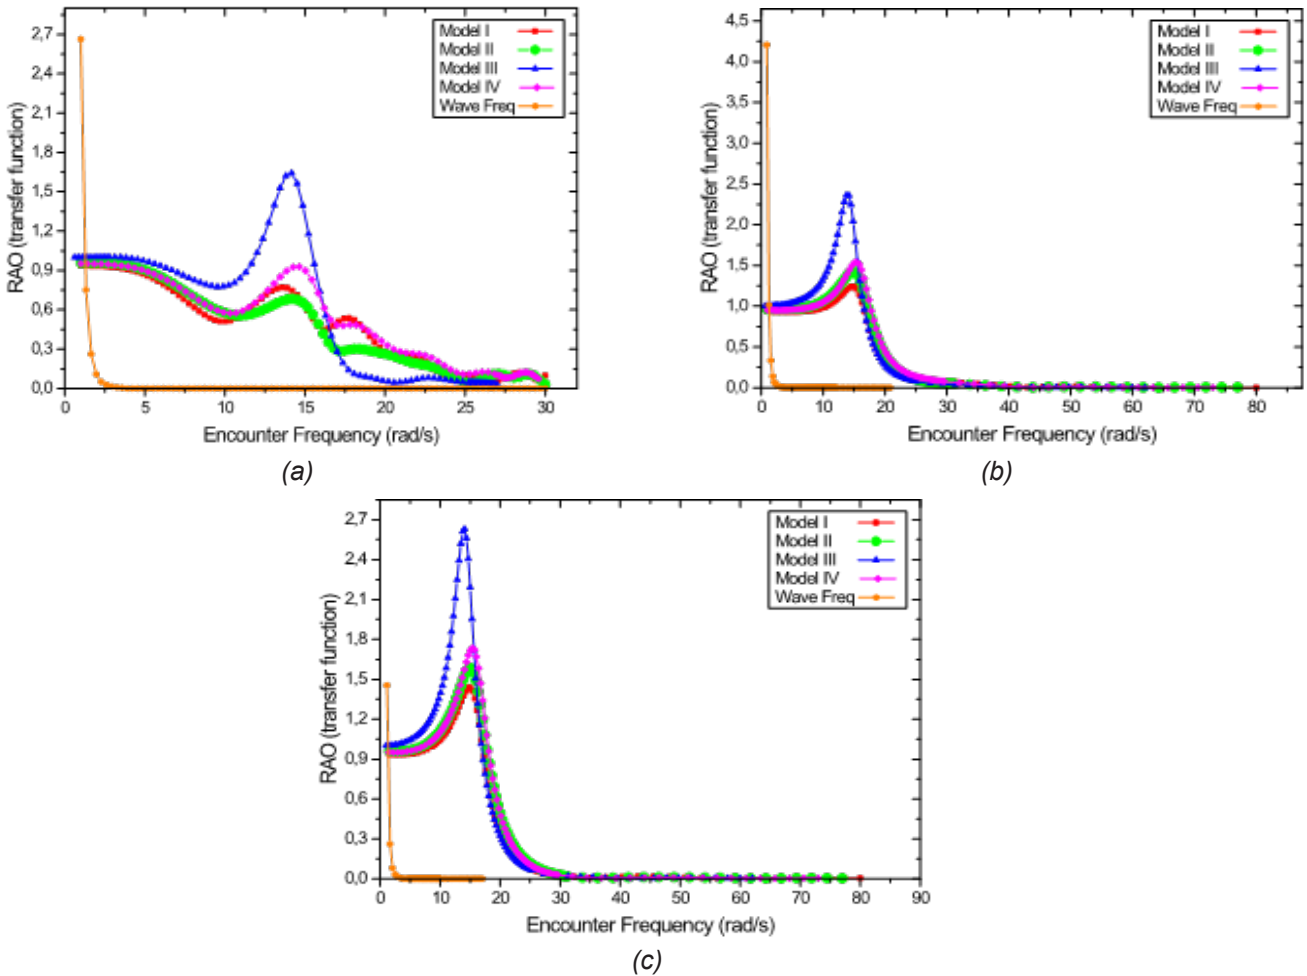 2,7
2,4
2,1
1,8
1,5
1,2
0,9
0,6
0,3
0,0
RAO (transfer function)
Model I
Model II
Model III
Model IV
Wave Freq
0 5 10 15 20 25 30
Encounter Frequency (rad/s)
(a)
4,5
4,0
3,5
3,0
2,5
2,0
1,5
1,0
0,5
0,0
RAO (transfer function)
Model I
Model II
Model III
Model IV
Wave Freq
0 10 20 30 40 50 60 70 80
Encounter Frequency (rad/s)
(b)
2,7
2,4
2,1
1,8
1,5
1,2
0,9
0,6
0,3
0,0
RAO (transfer function)
Model I
Model II
Model III
Model IV
Wave Freq
0 10 20 30 40 50 60 70 80 90
Encounter Frequency (rad/s)
(c)